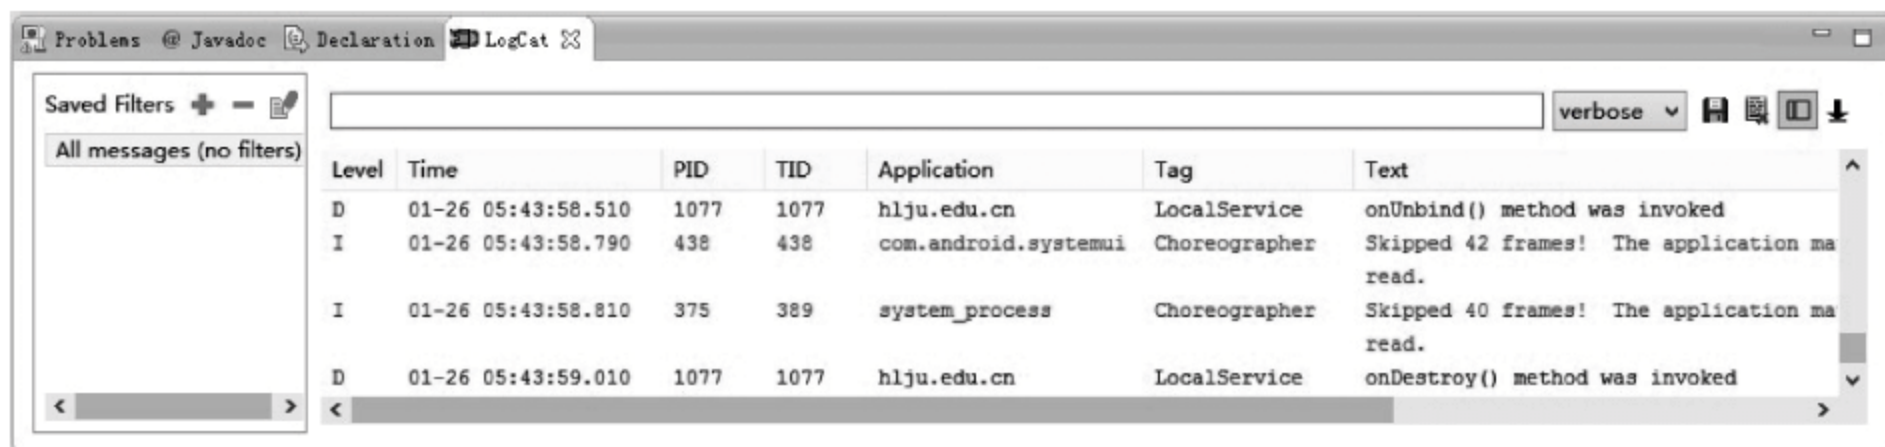 Problems @ Javadoc Declaration LogCat
Saved Filters
verbose
All messages (no filters)
Level Time PID TID Application Tag Text
D 01-26 05:43:58.510 1077 1077 hlju.edu.cn LocalService onUnbind() method was invoked
I 01-26 05:43:58.790 438 438 com.android.systemui Choreographer Skipped 42 frames! The application ma
read.
I 01-26 05:43:58.810 375 389 system_process Choreographer Skipped 40 frames! The application ma
read.
D 01-26 05:43:59.010 1077 1077 hlju.edu.cn LocalService onDestroy() method was invoked